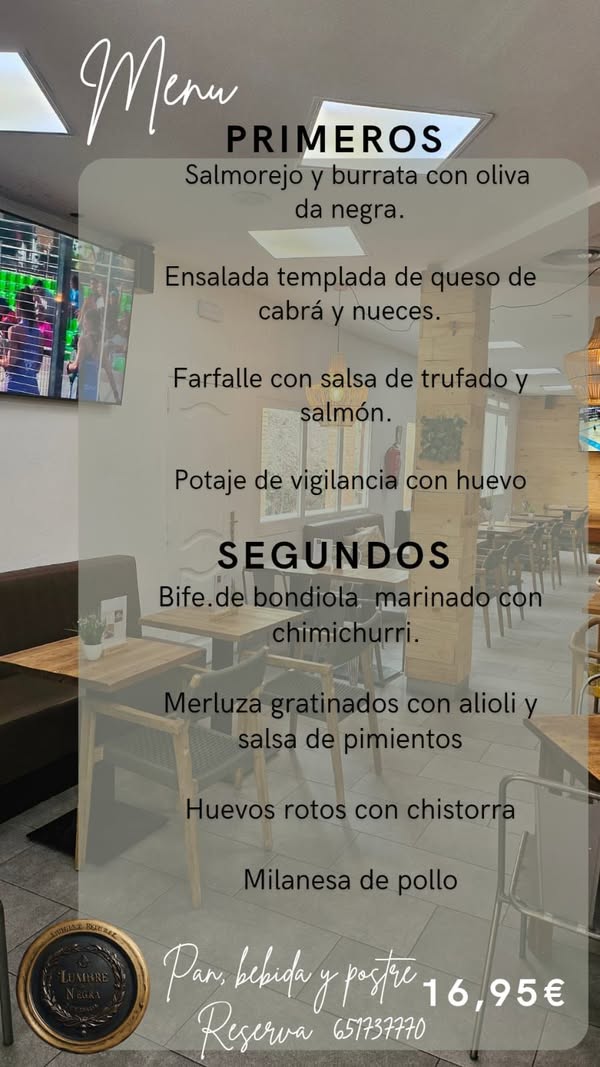 Menu
PRIMEROS
Salmorejo y burrata con oliva
da negra.
Ensalada templada de queso de
cabrá y nueces.
Farfalle con salsa de trufado y
salmón.
Potaje de vigilancia con huevo
SEGUNDOS
Bife.de bondiola marinado con
chimichurri.
Merluza gratinados con alioli y
salsa de pimientos
Huevos rotos con chistorra
Milanesa de pollo
Pan, bebida y postre
16,95€
Reserva 651737770
NEGRA